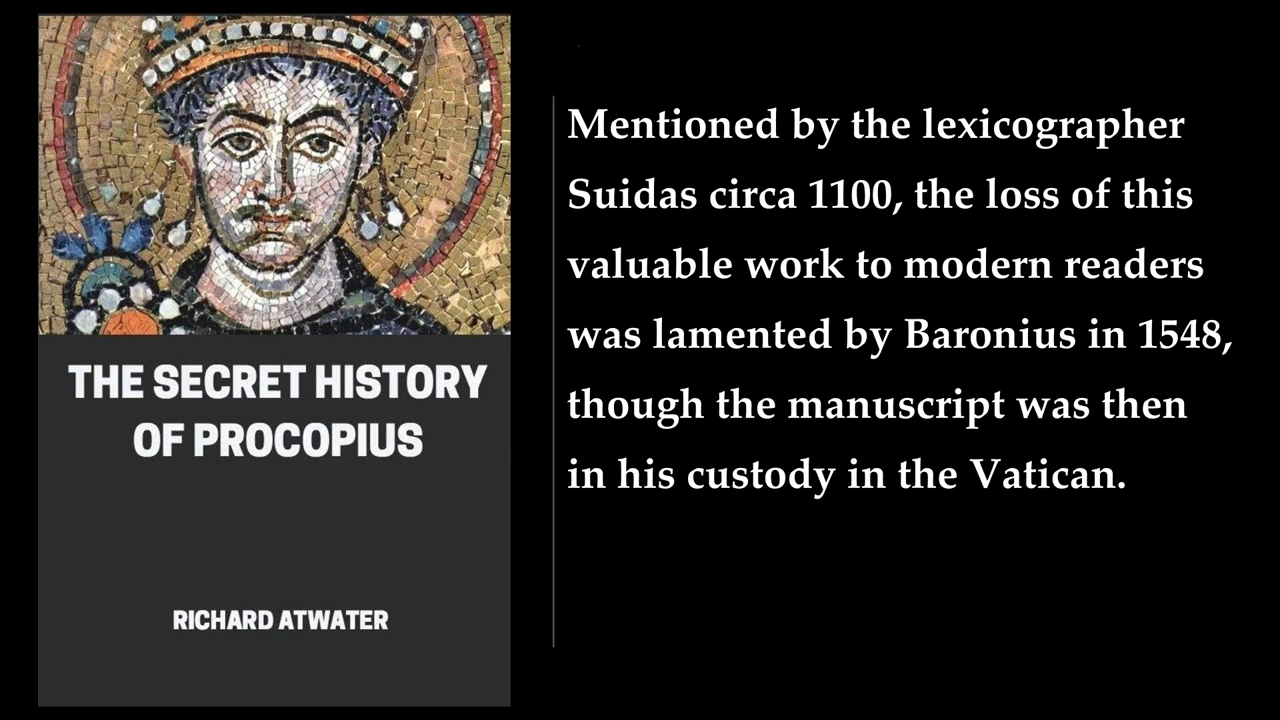 THE SECRET HISTORY
OF PROCOPIUS
RICHARD ATWATER
Mentioned by the lexicographer
Suidas circa 1100, the loss of this
valuable work to modern readers
was lamented by Baronius in 1548,
though the manuscript was then
in his custody in the Vatican.